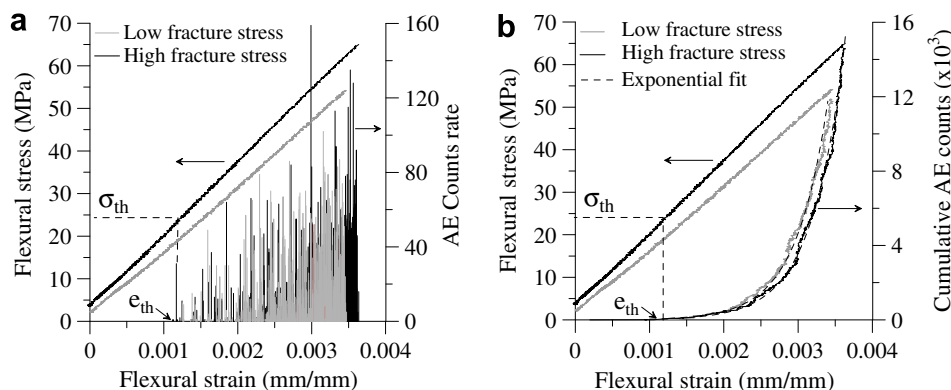 a
Low fracture stress
High fracture stress
Flexural stress (MPa)
70
60
50
40
30
20
10
0
σth
eth
160
120
80
40
0
AE Counts rate
0
0.001
0.002
0.003
0.004
Flexural strain (mm/mm)
b
Low fracture stress
High fracture stress
Exponential fit
Flexural stress (MPa)
70
60
50
40
30
20
10
0
σth
eth
16
12
8
4
0
Cumulative AE counts (x10³)
0
0.001
0.002
0.003
0.004
Flexural strain (mm/mm)